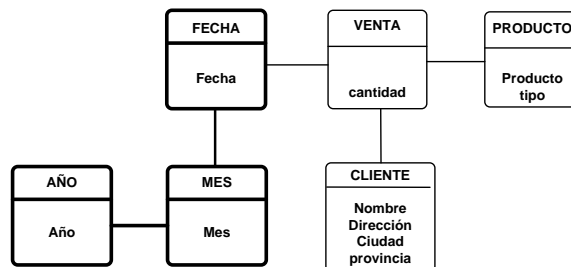 FECHA
Fecha
VENTA
cantidad
PRODUCTO
Producto
tipo
AÑO
Año
MES
Mes
CLIENTE
Nombre
Dirección
Ciudad
provincia